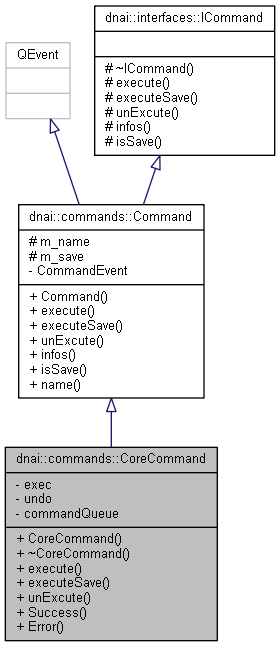 dnai::interfaces::ICommand
# ~ICommand()
# execute()
# executeSave()
# unExcute()
# infos()
# isSave()
QEvent
dnai::commands::Command
# m_name
# m_save
- CommandEvent
+ Command()
+ execute()
+ executeSave()
+ unExcute()
+ infos()
+ isSave()
+ name()
dnai::commands::CoreCommand
- exec
- undo
- commandQueue
+ CoreCommand()
+ ~CoreCommand()
+ execute()
+ executeSave()
+ unExcute()
+ Success()
+ Error()